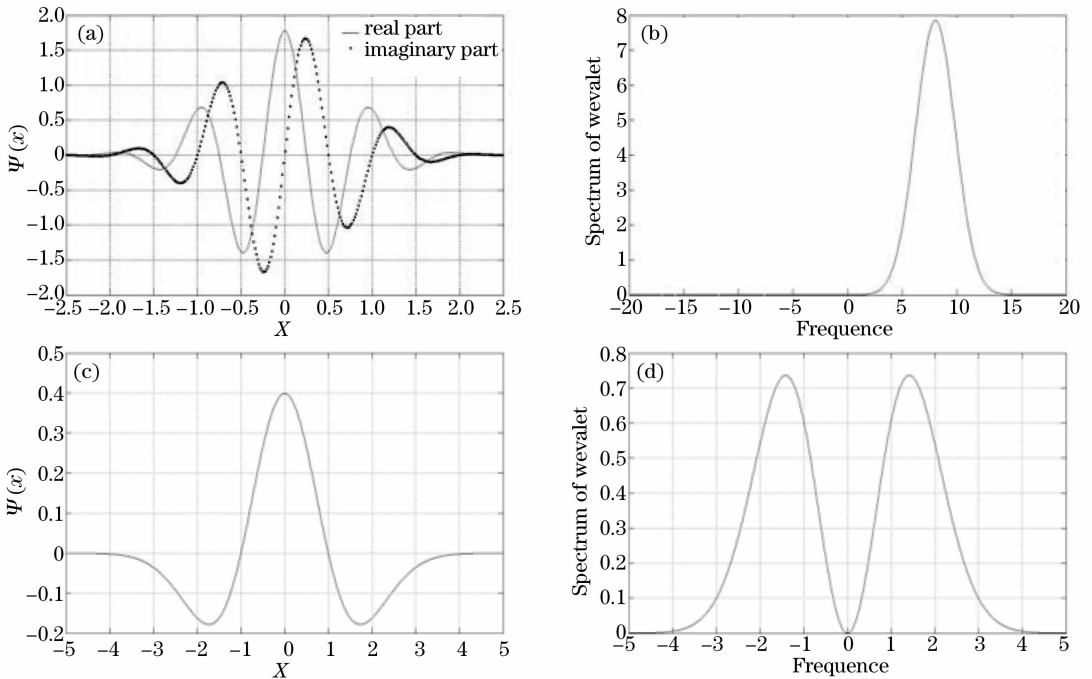 (a)
real part
imaginary part
2.0
1.5
1.0
0.5
0
−0.5
−1.0
−1.5
−2.0
Ψ(x)
−2.5 −2.0 −1.5 −1.0 −0.5 0 0.5 1.0 1.5 2.0 2.5
X
(b)
8
7
6
5
4
3
2
1
0
Spectrum of wevalet
−20 −15 −10 −5 0 5 10 15 20
Frequence
(c)
0.5
0.4
0.3
0.2
0.1
0
−0.1
−0.2
Ψ(x)
−5 −4 −3 −2 −1 0 1 2 3 4 5
X
(d)
0.8
0.7
0.6
0.5
0.4
0.3
0.2
0.1
0
Spectrum of wevalet
−5 −4 −3 −2 −1 0 1 2 3 4 5
Frequence